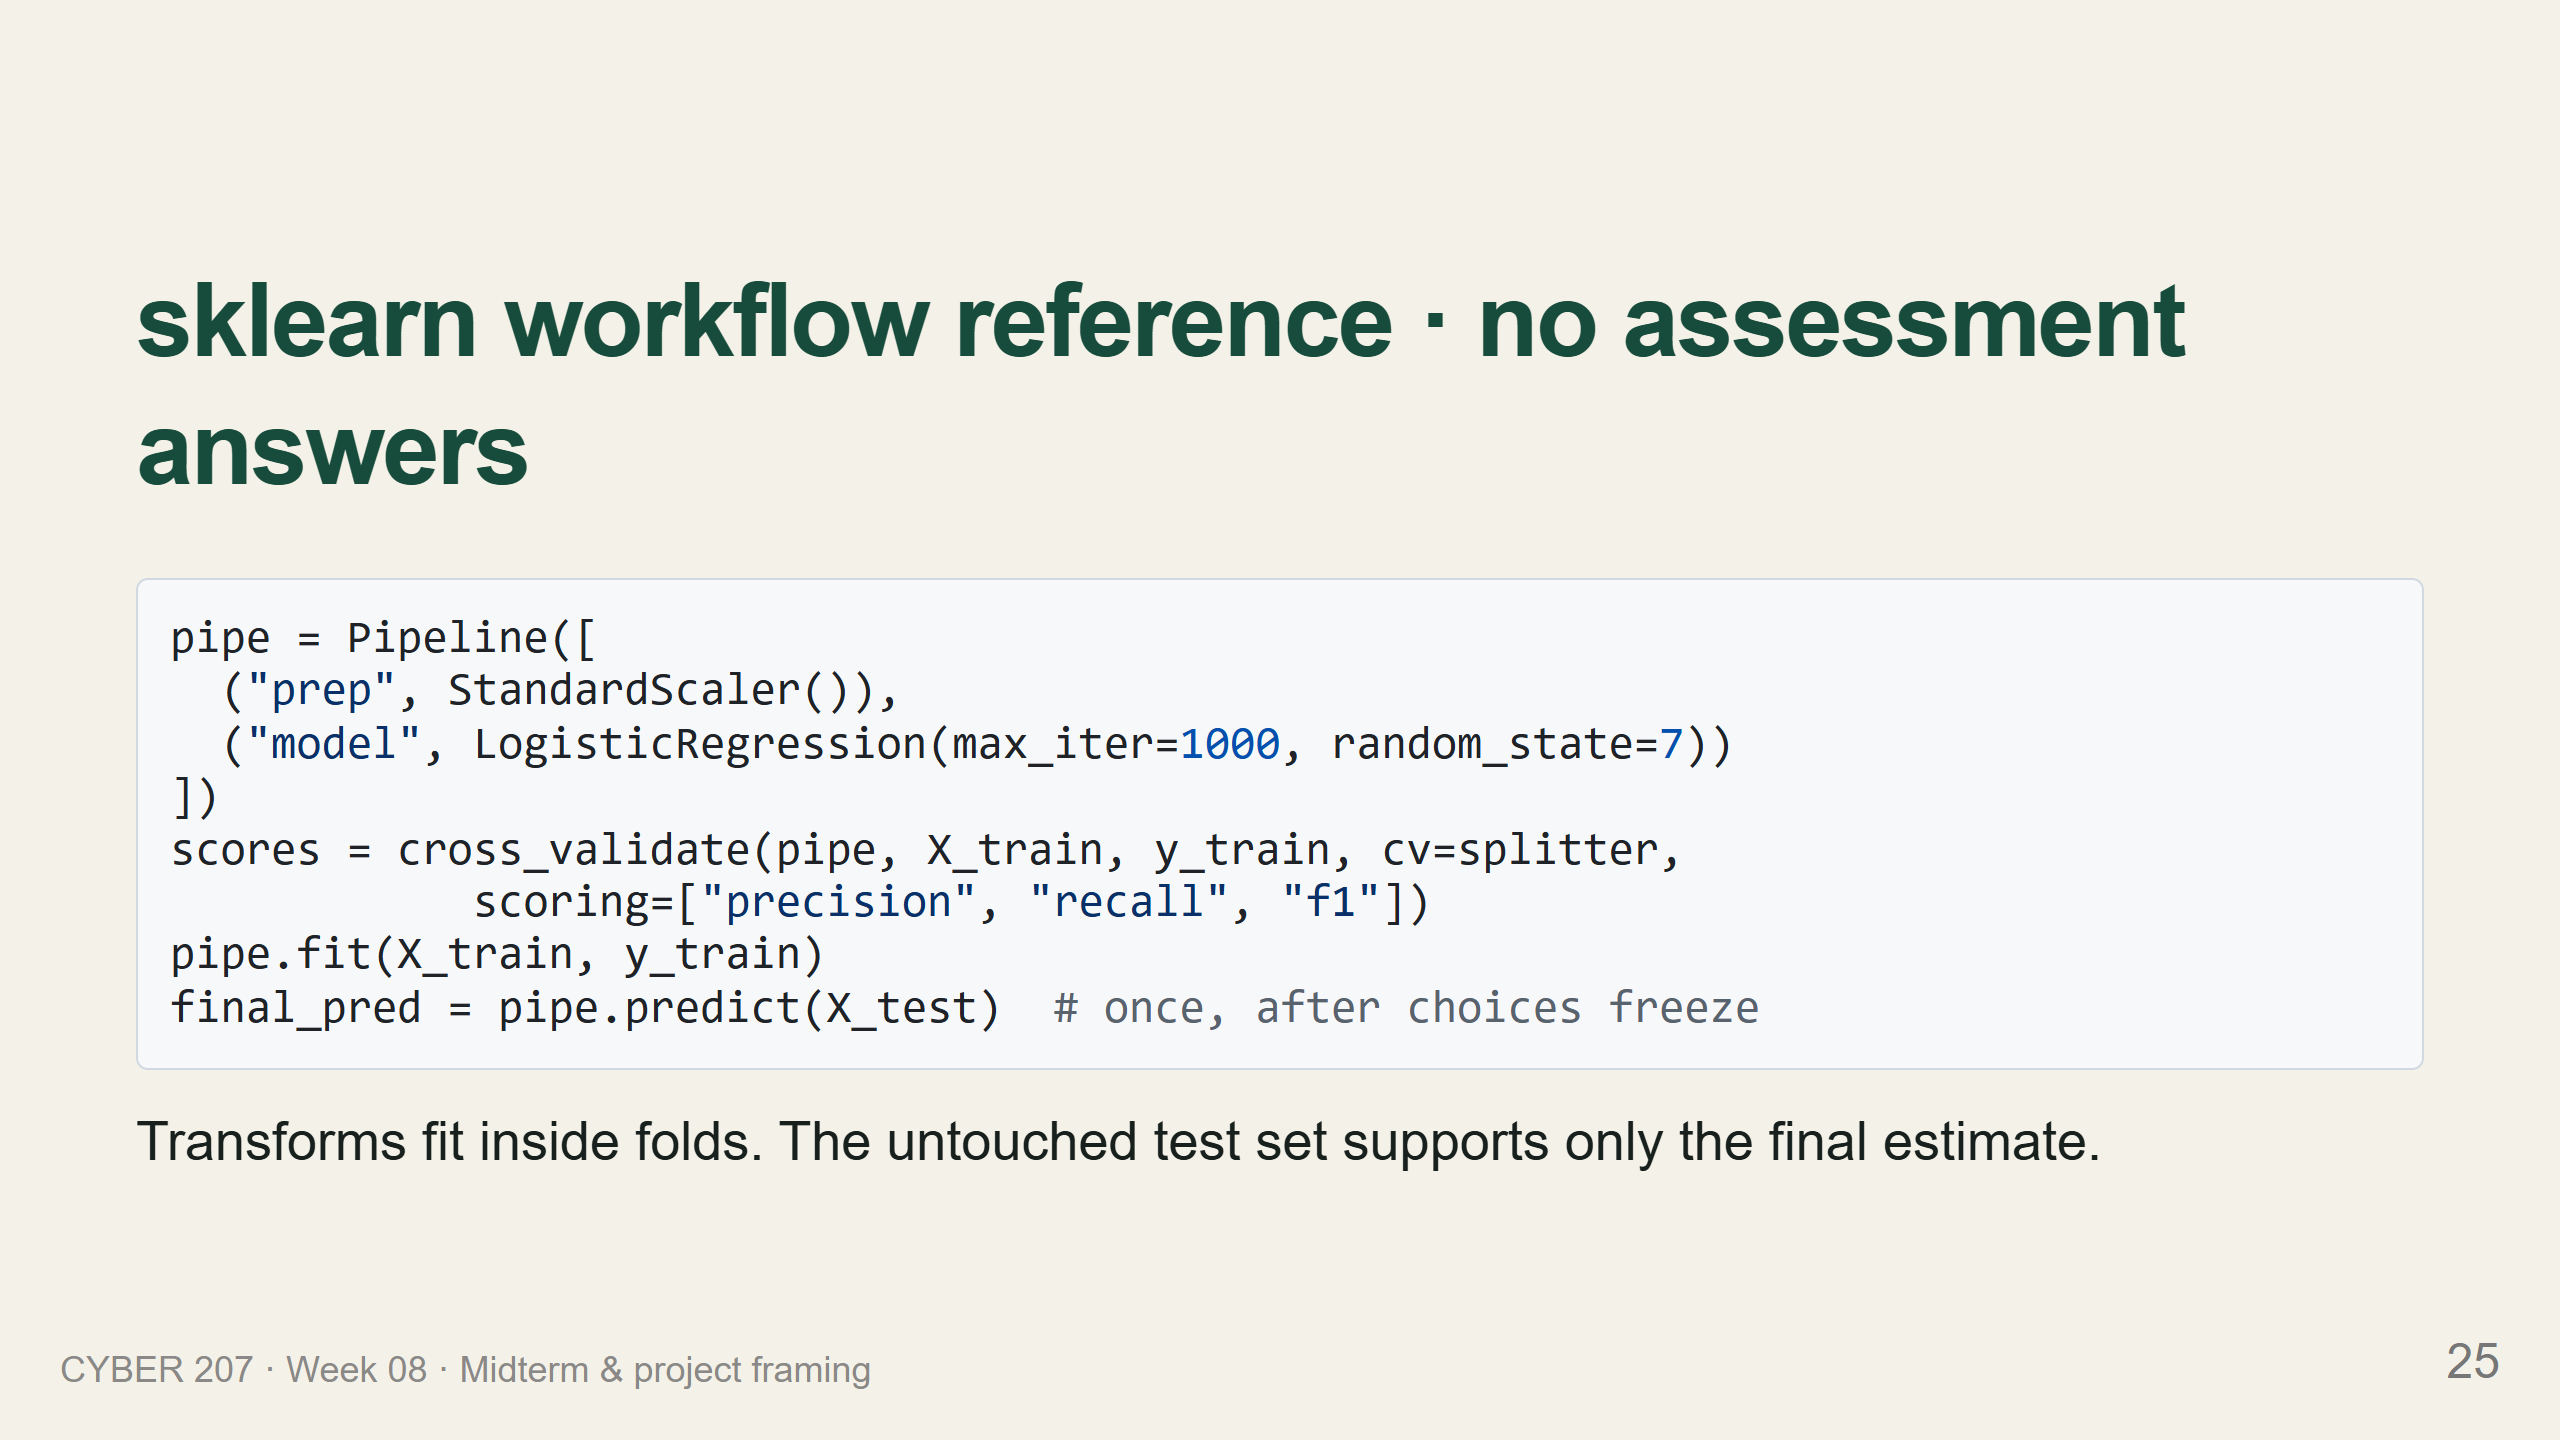 sklearn workflow reference · no assessment
answers
pipe = Pipeline([
  ("prep", StandardScaler()),
  ("model", LogisticRegression(max_iter=1000, random_state=7))
])
scores = cross_validate(pipe, X_train, y_train, cv=splitter,
            scoring=["precision", "recall", "f1"])
pipe.fit(X_train, y_train)
final_pred = pipe.predict(X_test)  # once, after choices freeze
Transforms fit inside folds. The untouched test set supports only the final estimate.
CYBER 207 · Week 08 · Midterm & project framing
25